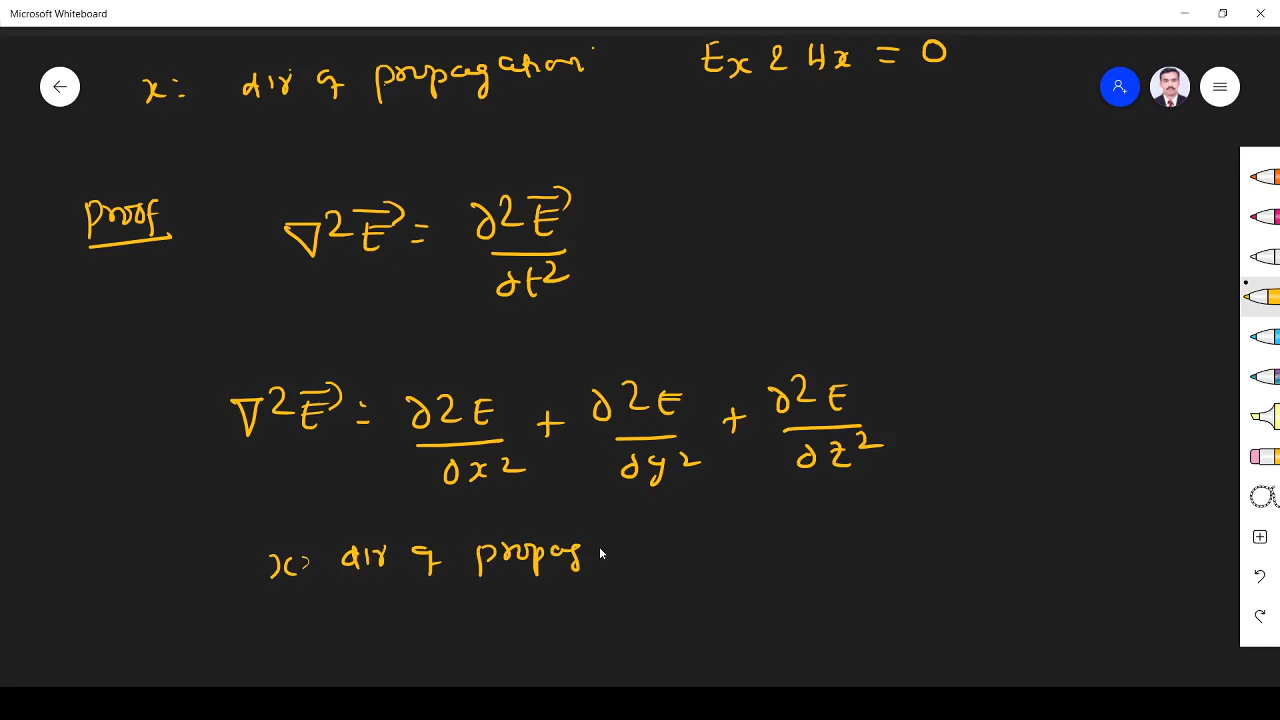 Microsoft Whiteboard
x = dir of propagation Ex & Hx = 0
Proof ∇2E⃗ = ∂2E⃗ / ∂t2
∇2E⃗ = ∂2E / ∂x2 + ∂2E / ∂y2 + ∂2E / ∂z2
x = dir of propag